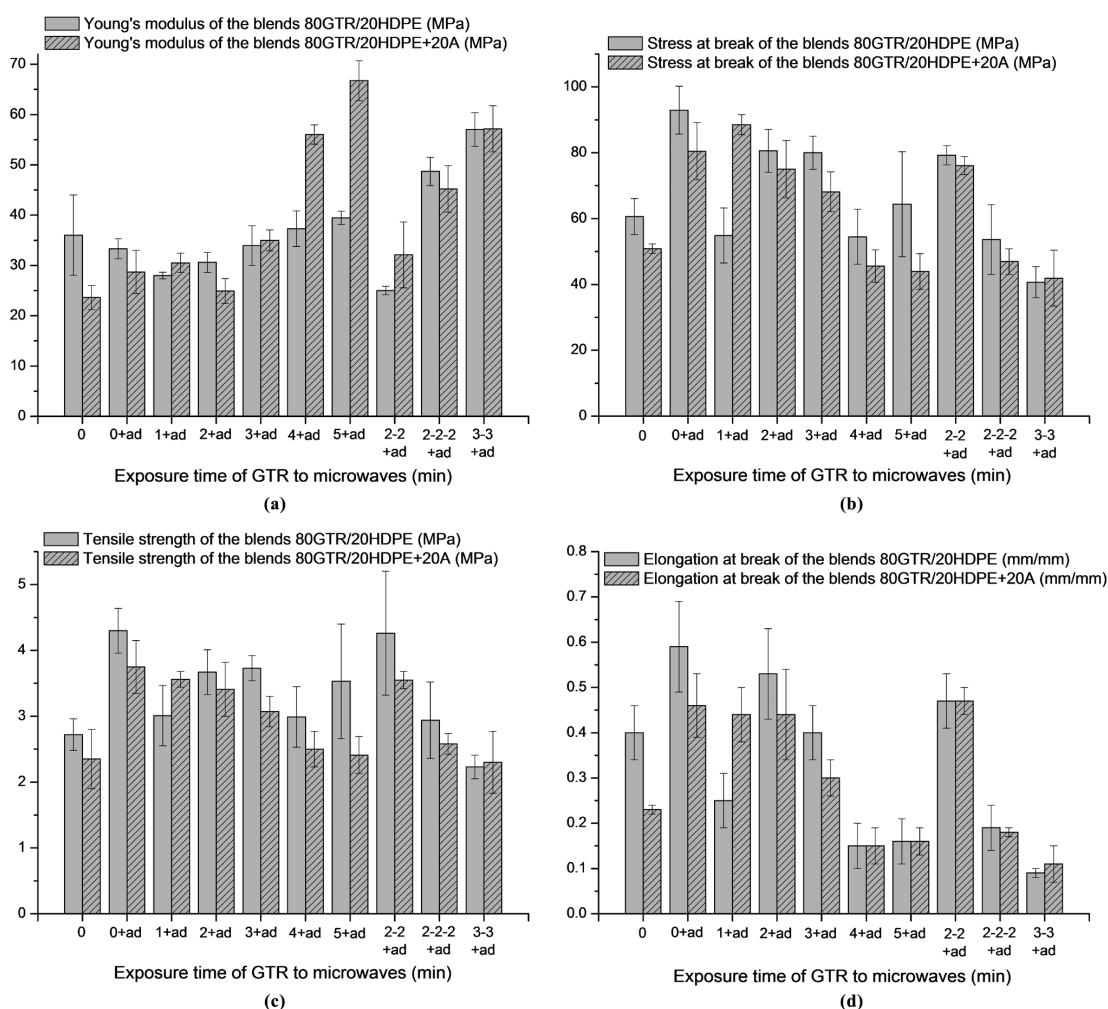 Young's modulus of the blends 80GTR/20HDPE (MPa)
Young's modulus of the blends 80GTR/20HDPE+20A (MPa)
70
60
50
40
30
20
10
0
0 0+ad 1+ad 2+ad 3+ad 4+ad 5+ad 2-2 2-2-2 3-3
+ad +ad +ad
Exposure time of GTR to microwaves (min)
(a)
Stress at break of the blends 80GTR/20HDPE (MPa)
Stress at break of the blends 80GTR/20HDPE+20A (MPa)
100
80
60
40
20
0
0 0+ad 1+ad 2+ad 3+ad 4+ad 5+ad 2-2 2-2-2 3-3
+ad +ad +ad
Exposure time of GTR to microwaves (min)
(b)
Tensile strength of the blends 80GTR/20HDPE (MPa)
Tensile strength of the blends 80GTR/20HDPE+20A (MPa)
5
4
3
2
1
0
0 0+ad 1+ad 2+ad 3+ad 4+ad 5+ad 2-2 2-2-2 3-3
+ad +ad +ad
Exposure time of GTR to microwaves (min)
(c)
0.8
Elongation at break of the blends 80GTR/20HDPE (mm/mm)
Elongation at break of the blends 80GTR/20HDPE+20A (mm/mm)
0.7
0.6
0.5
0.4
0.3
0.2
0.1
0.0
0 0+ad 1+ad 2+ad 3+ad 4+ad 5+ad 2-2 2-2-2 3-3
+ad +ad +ad
Exposure time of GTR to microwaves (min)
(d)